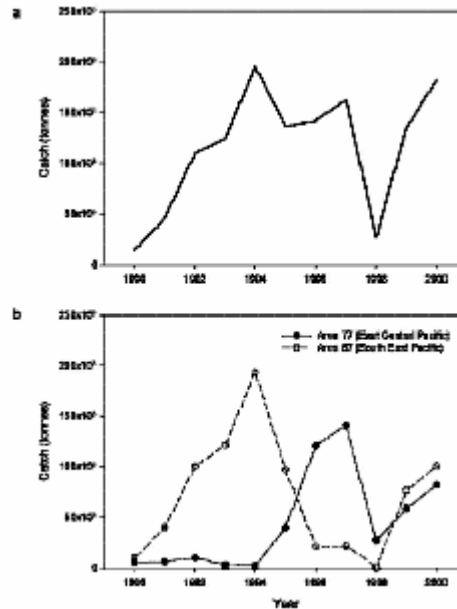 a
250x10³
200x10³
150x10³
100x10³
50x10³
0
Catch (tonnes)
1990 1992 1994 1996 1998 2000
b
250x10³
Area 77 (East Central Pacific)
Area 87 (South East Pacific)
200x10³
150x10³
100x10³
50x10³
0
Catch (tonnes)
1990 1992 1994 1996 1998 2000
Year